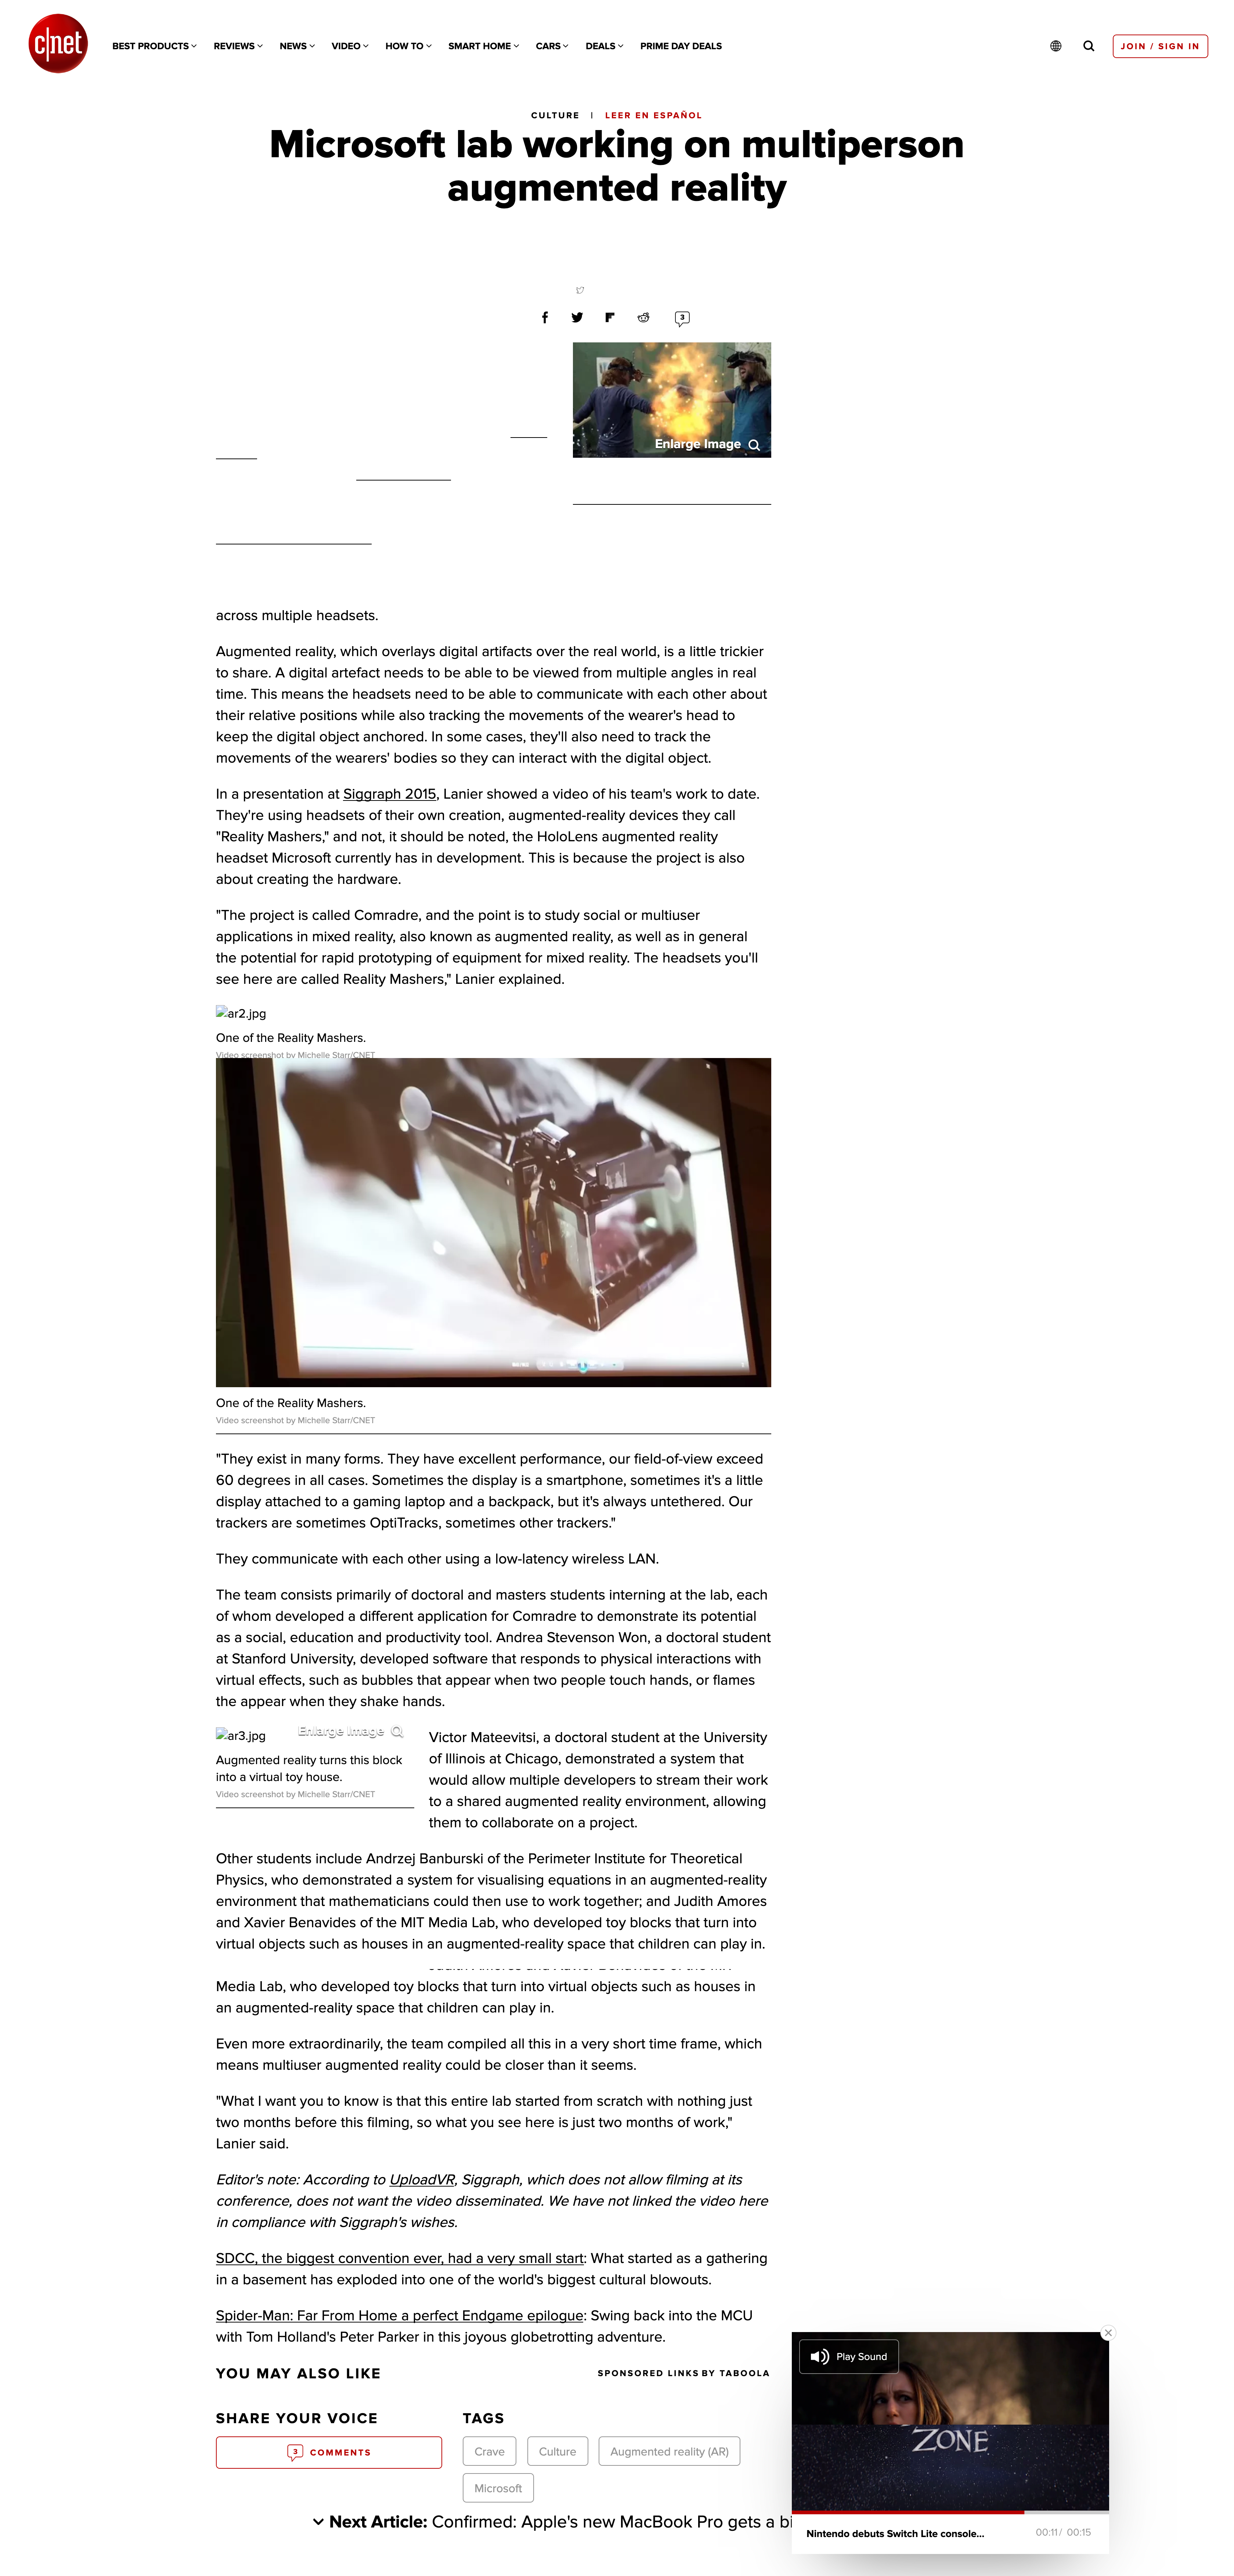 c|net
BEST PRODUCTS REVIEWS NEWS VIDEO HOW TO SMART HOME CARS DEALS PRIME DAY DEALS
JOIN / SIGN IN
CULTURE | LEER EN ESPAÑOL
Microsoft lab working on multiperson
augmented reality
3
Enlarge Image
across multiple headsets.
Augmented reality, which overlays digital artifacts over the real world, is a little trickier
to share. A digital artefact needs to be able to be viewed from multiple angles in real
time. This means the headsets need to be able to communicate with each other about
their relative positions while also tracking the movements of the wearer's head to
keep the digital object anchored. In some cases, they'll also need to track the
movements of the wearers' bodies so they can interact with the digital object.
In a presentation at Siggraph 2015, Lanier showed a video of his team's work to date.
They're using headsets of their own creation, augmented-reality devices they call
"Reality Mashers," and not, it should be noted, the HoloLens augmented reality
headset Microsoft currently has in development. This is because the project is also
about creating the hardware.
"The project is called Comradre, and the point is to study social or multiuser
applications in mixed reality, also known as augmented reality, as well as in general
the potential for rapid prototyping of equipment for mixed reality. The headsets you'll
see here are called Reality Mashers," Lanier explained.
ar2.jpg
One of the Reality Mashers.
Video screenshot by Michelle Starr/CNET
One of the Reality Mashers.
Video screenshot by Michelle Starr/CNET
"They exist in many forms. They have excellent performance, our field-of-view exceed
60 degrees in all cases. Sometimes the display is a smartphone, sometimes it's a little
display attached to a gaming laptop and a backpack, but it's always untethered. Our
trackers are sometimes OptiTracks, sometimes other trackers."
They communicate with each other using a low-latency wireless LAN.
The team consists primarily of doctoral and masters students interning at the lab, each
of whom developed a different application for Comradre to demonstrate its potential
as a social, education and productivity tool. Andrea Stevenson Won, a doctoral student
at Stanford University, developed software that responds to physical interactions with
virtual effects, such as bubbles that appear when two people touch hands, or flames
the appear when they shake hands.
ar3.jpg
Enlarge Image
Augmented reality turns this block
into a virtual toy house.
Video screenshot by Michelle Starr/CNET
Victor Mateevitsi, a doctoral student at the University
of Illinois at Chicago, demonstrated a system that
would allow multiple developers to stream their work
to a shared augmented reality environment, allowing
them to collaborate on a project.
Other students include Andrzej Banburski of the Perimeter Institute for Theoretical
Physics, who demonstrated a system for visualising equations in an augmented-reality
environment that mathematicians could then use to work together; and Judith Amores
and Xavier Benavides of the MIT Media Lab, who developed toy blocks that turn into
virtual objects such as houses in an augmented-reality space that children can play in.
Media Lab, who developed toy blocks that turn into virtual objects such as houses in
an augmented-reality space that children can play in.
Even more extraordinarily, the team compiled all this in a very short time frame, which
means multiuser augmented reality could be closer than it seems.
"What I want you to know is that this entire lab started from scratch with nothing just
two months before this filming, so what you see here is just two months of work,"
Lanier said.
Editor's note: According to UploadVR, Siggraph, which does not allow filming at its
conference, does not want the video disseminated. We have not linked the video here
in compliance with Siggraph's wishes.
SDCC, the biggest convention ever, had a very small start: What started as a gathering
in a basement has exploded into one of the world's biggest cultural blowouts.
Spider-Man: Far From Home a perfect Endgame epilogue: Swing back into the MCU
with Tom Holland's Peter Parker in this joyous globetrotting adventure.
YOU MAY ALSO LIKE
SPONSORED LINKS BY TABOOLA
SHARE YOUR VOICE
3 COMMENTS
TAGS
Crave Culture Augmented reality (AR)
Microsoft
Next Article: Confirmed: Apple's new MacBook Pro gets a bi
Play Sound
ZONE
Nintendo debuts Switch Lite console...
00:11 / 00:15